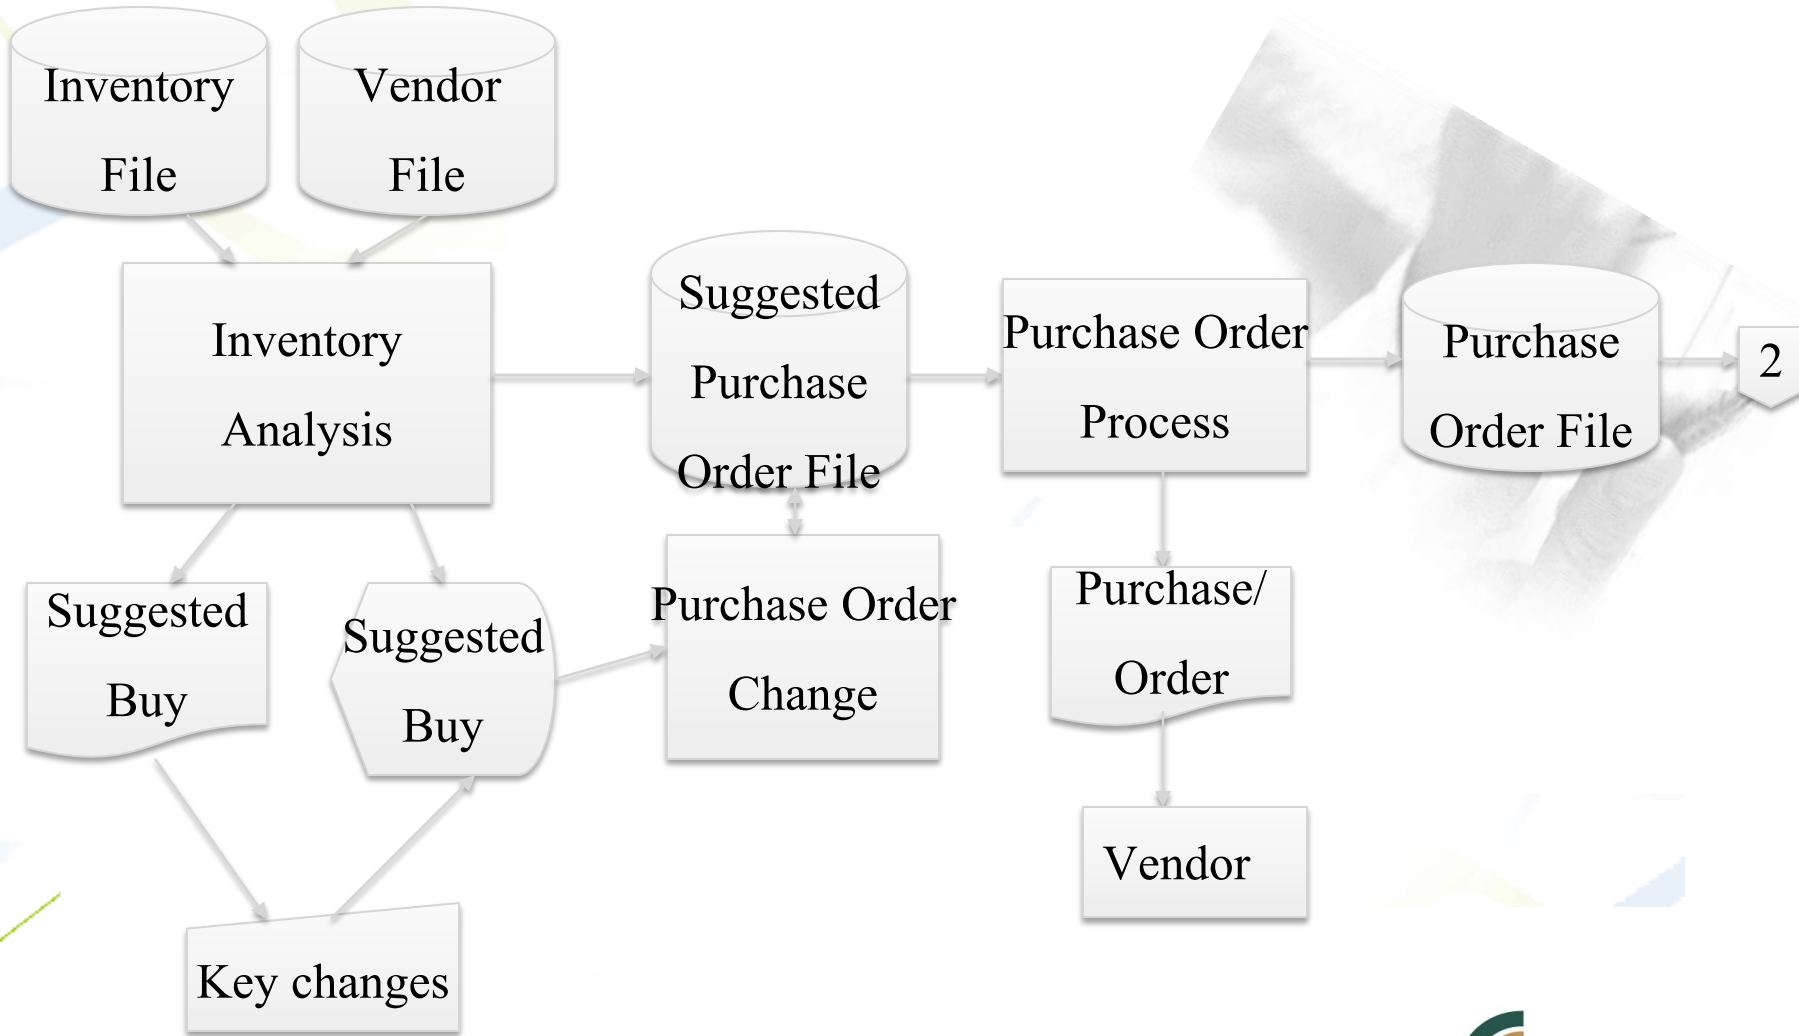 Inventory
File
Vendor
File
Inventory
Analysis
Suggested
Purchase
Order File
Purchase Order
Process
Purchase
Order File
2
Suggested
Buy
Suggested
Buy
Purchase Order
Change
Purchase/
Order
Vendor
Key changes